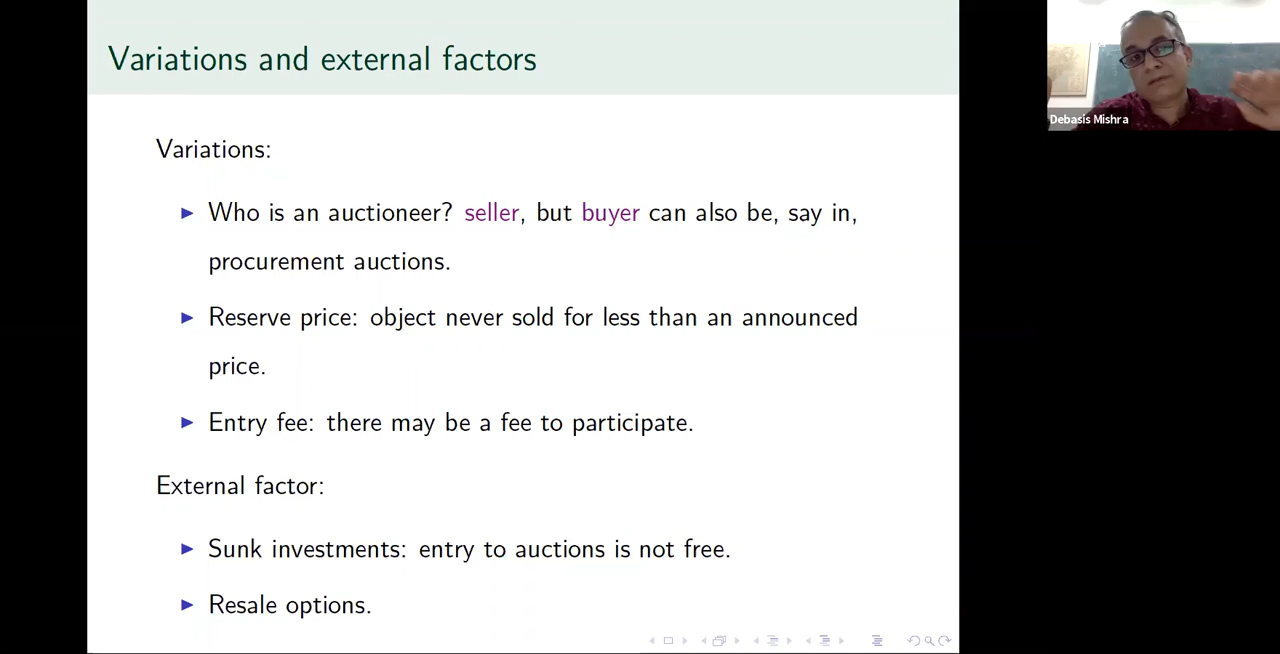 Variations and external factors
Debasis Mishra
Variations:
Who is an auctioneer? seller, but buyer can also be, say in,
procurement auctions.
Reserve price: object never sold for less than an announced
price.
Entry fee: there may be a fee to participate.
External factor:
Sunk investments: entry to auctions is not free.
Resale options.